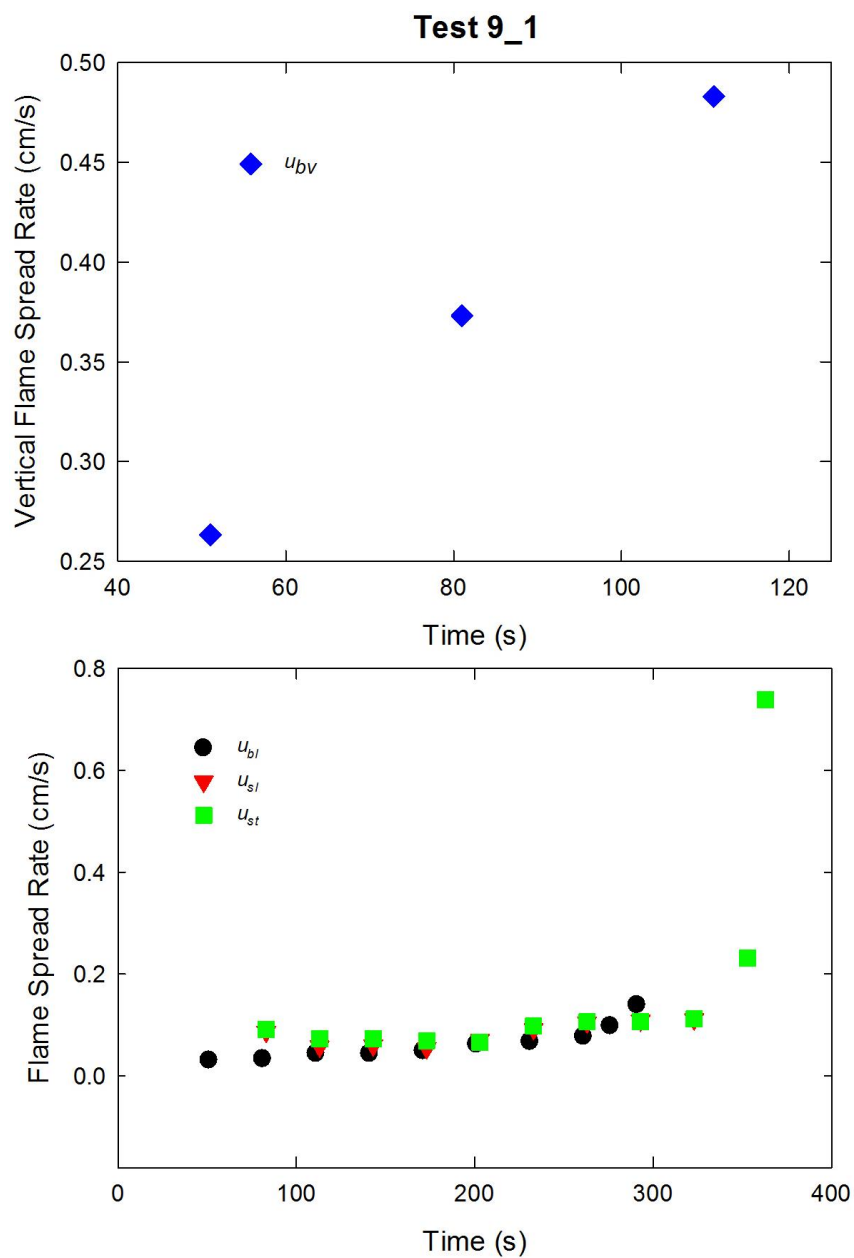 Test 9_1
Vertical Flame Spread Rate (cm/s)
0.50
0.45
0.40
0.35
0.30
0.25
u_bv
40 60 80 100 120
Time (s)
Flame Spread Rate (cm/s)
0.8
0.6
0.4
0.2
0.0
u_bl
u_sl
u_st
0 100 200 300 400
Time (s)